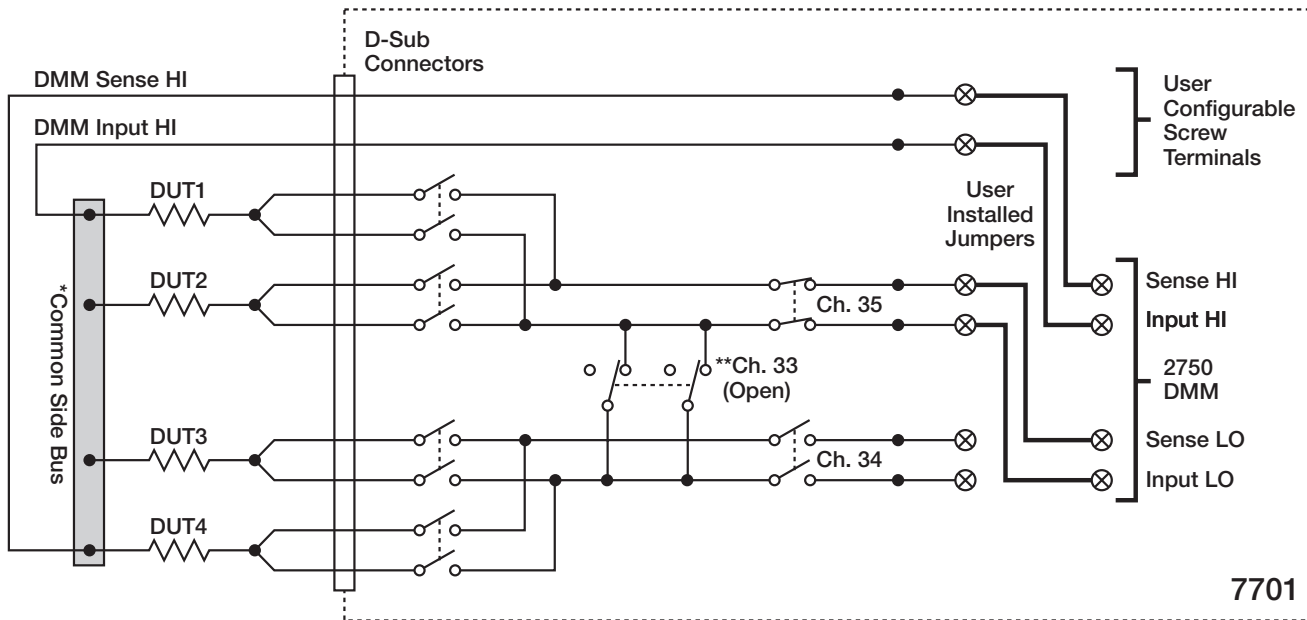 D-Sub
Connectors
DMM Sense HI
DMM Input HI
User
Configurable
Screw
Terminals
DUT1
User
Installed
Jumpers
DUT2
*Common Side Bus
Ch. 35
Sense HI
Input HI
**Ch. 33
(Open)
2750
DMM
DUT3
Ch. 34
Sense LO
Input LO
DUT4
7701